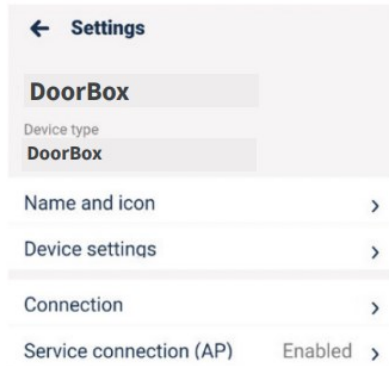 Settings
DoorBox
Device type
DoorBox
Name and icon
Device settings
Connection
Service connection (AP) Enabled